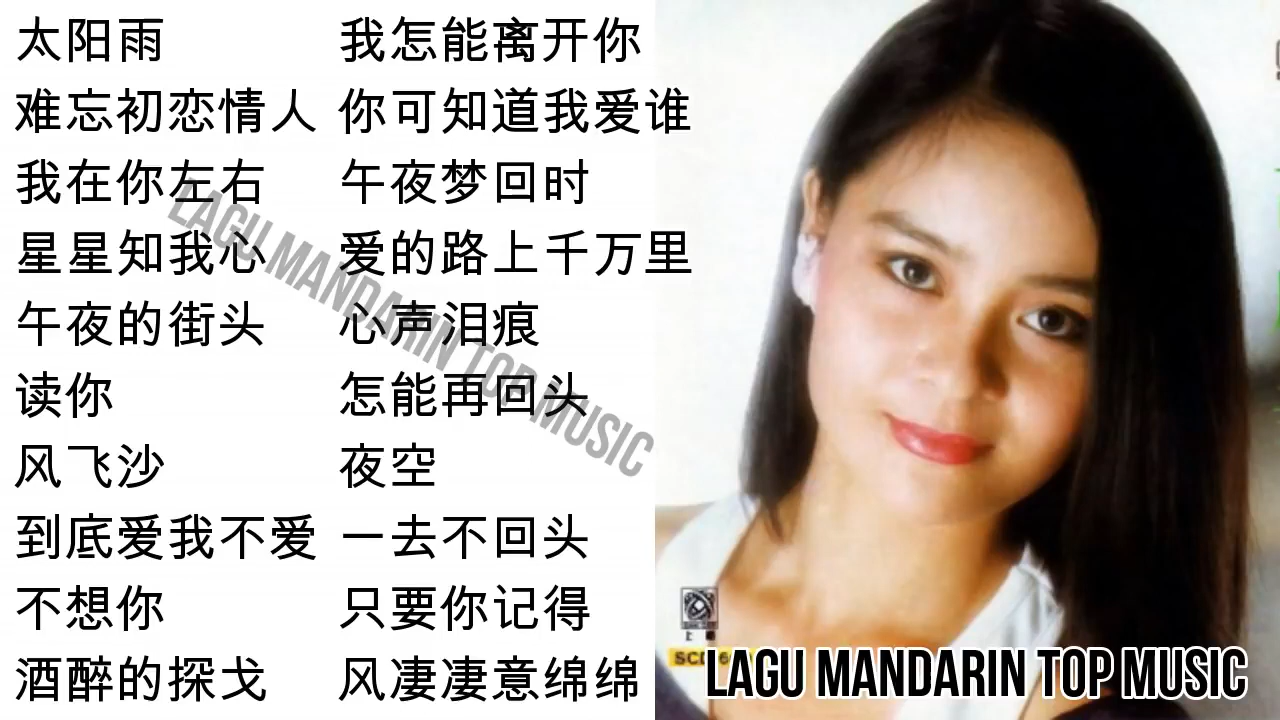 太阳雨
难忘初恋情人
我在你左右
星星知我心
午夜的街头
读你
风飞沙
到底爱我不爱
不想你
酒醉的探戈
我怎能离开你
你可知道我爱谁
午夜梦回时
爱的路上千万里
心声泪痕
怎能再回头
夜空
一去不回头
只要你记得
风凄凄意绵绵
LAGU MANDARIN TOP MUSIC
LAGU MANDARIN TOP MUSIC